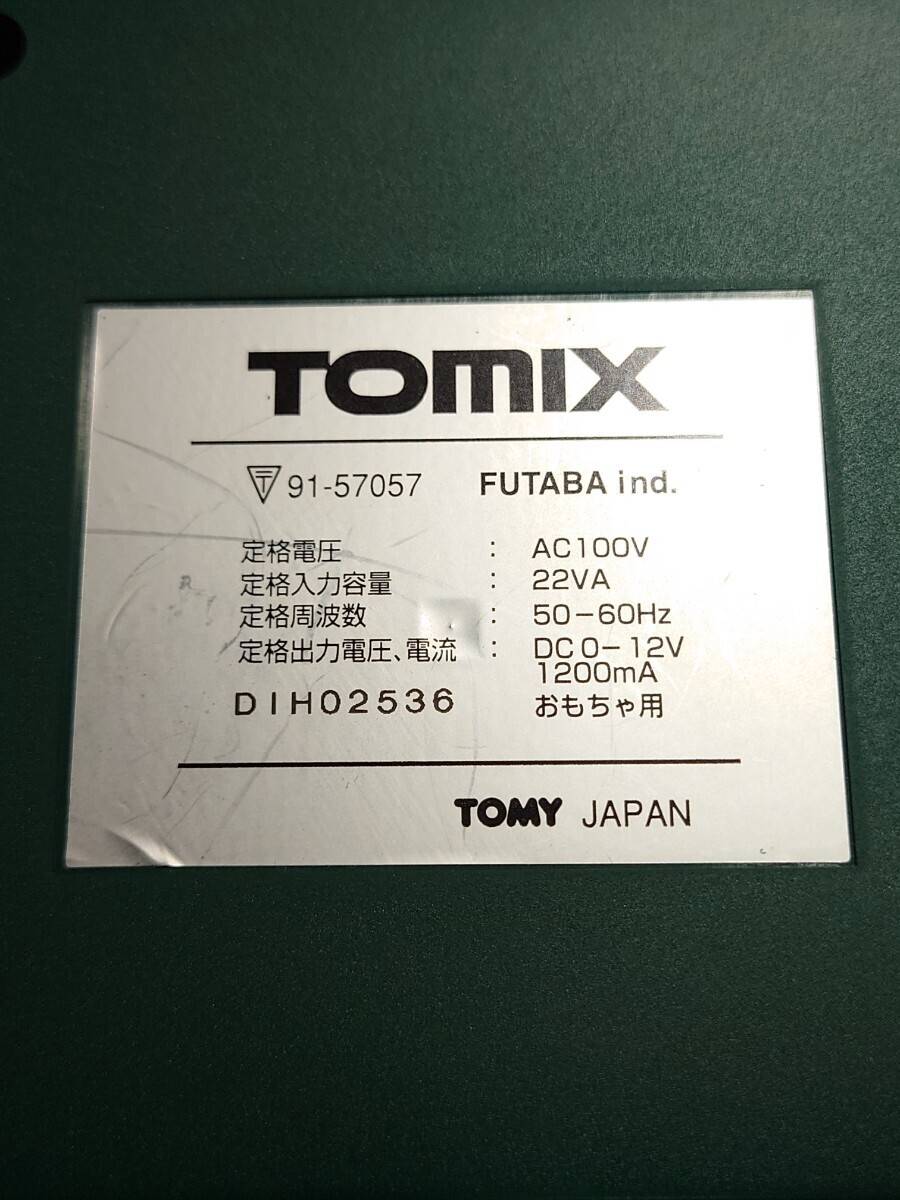 TOMIX
〒 91-57057 FUTABA ind.
定格電圧 : AC100V
定格入力容量 : 22VA
定格周波数 : 50-60Hz
定格出力電圧、電流 : DC 0-12V
1200mA
DIH02536 おもちゃ用
TOMY JAPAN